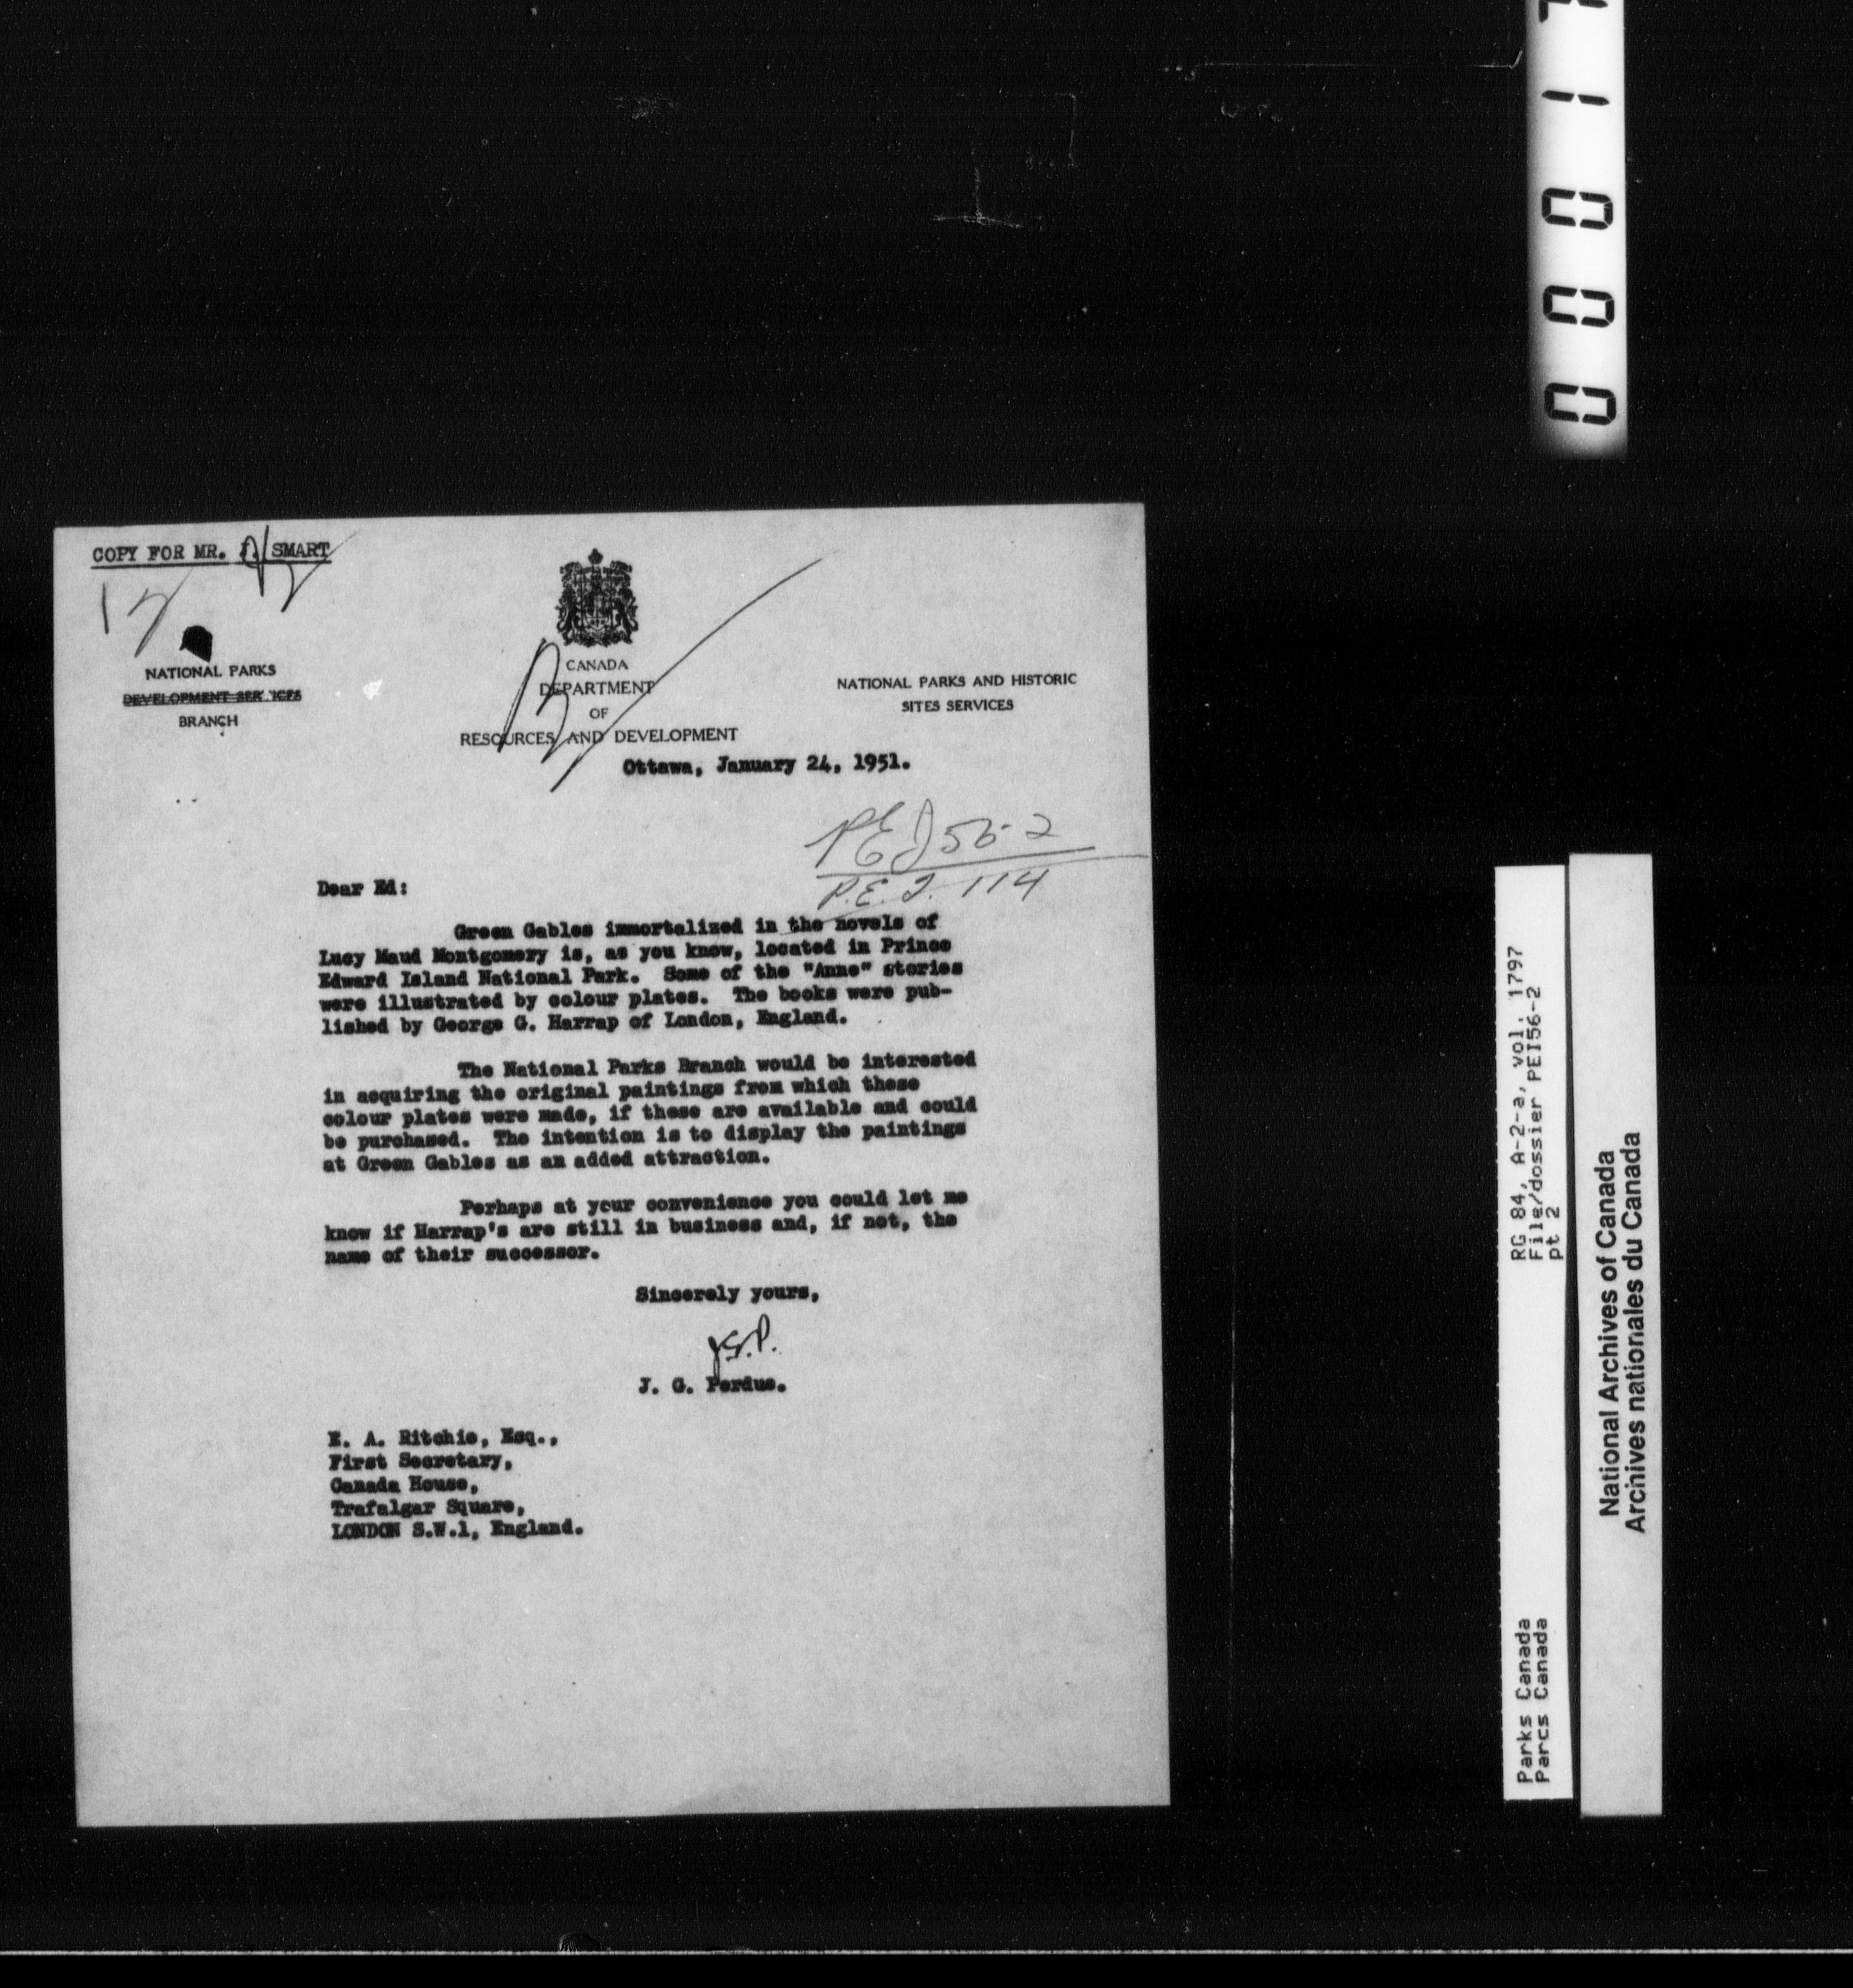 COPY FOR MR. SMART
NATIONAL PARKS
DEVELOPMENT SERVICES
BRANCH
CANADA
DEPARTMENT
OF
RESOURCES AND DEVELOPMENT
NATIONAL PARKS AND HISTORIC
SITES SERVICES
Ottawa, January 24, 1951.
PEI 56-2
P.E.I. 114
Dear Ed:
Green Gables immortalized in the novels of
Lucy Maud Montgomery is, as you know, located in Prince
Edward Island National Park. Some of the "Anne" stories
were illustrated by colour plates. The books were pub-
lished by George G. Harrap of London, England.
The National Parks Branch would be interested
in acquiring the original paintings from which these
colour plates were made, if these are available and could
be purchased. The intention is to display the paintings
at Green Gables as an added attraction.
Perhaps at your convenience you could let me
know if Harrap's are still in business and, if not, the
name of their successor.
Sincerely yours,
J.G.P.
J. G. Perdue.
E. A. Ritchie, Esq.,
First Secretary,
Canada House,
Trafalgar Square,
LONDON S.W.1, England.
Parks Canada
Parcs Canada
RG 84, A-2-a, vol. 1797
File/dossier PEI56-2
pt 2
National Archives of Canada
Archives nationales du Canada
0001